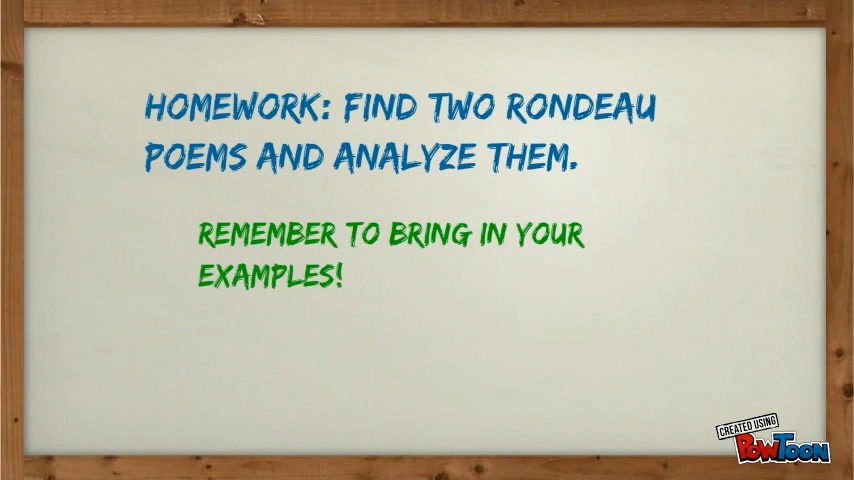 HOMEWORK: FIND TWO RONDEAU
POEMS AND ANALYZE THEM.
REMEMBER TO BRING IN YOUR
EXAMPLES!
CREATED USING
POWTOON